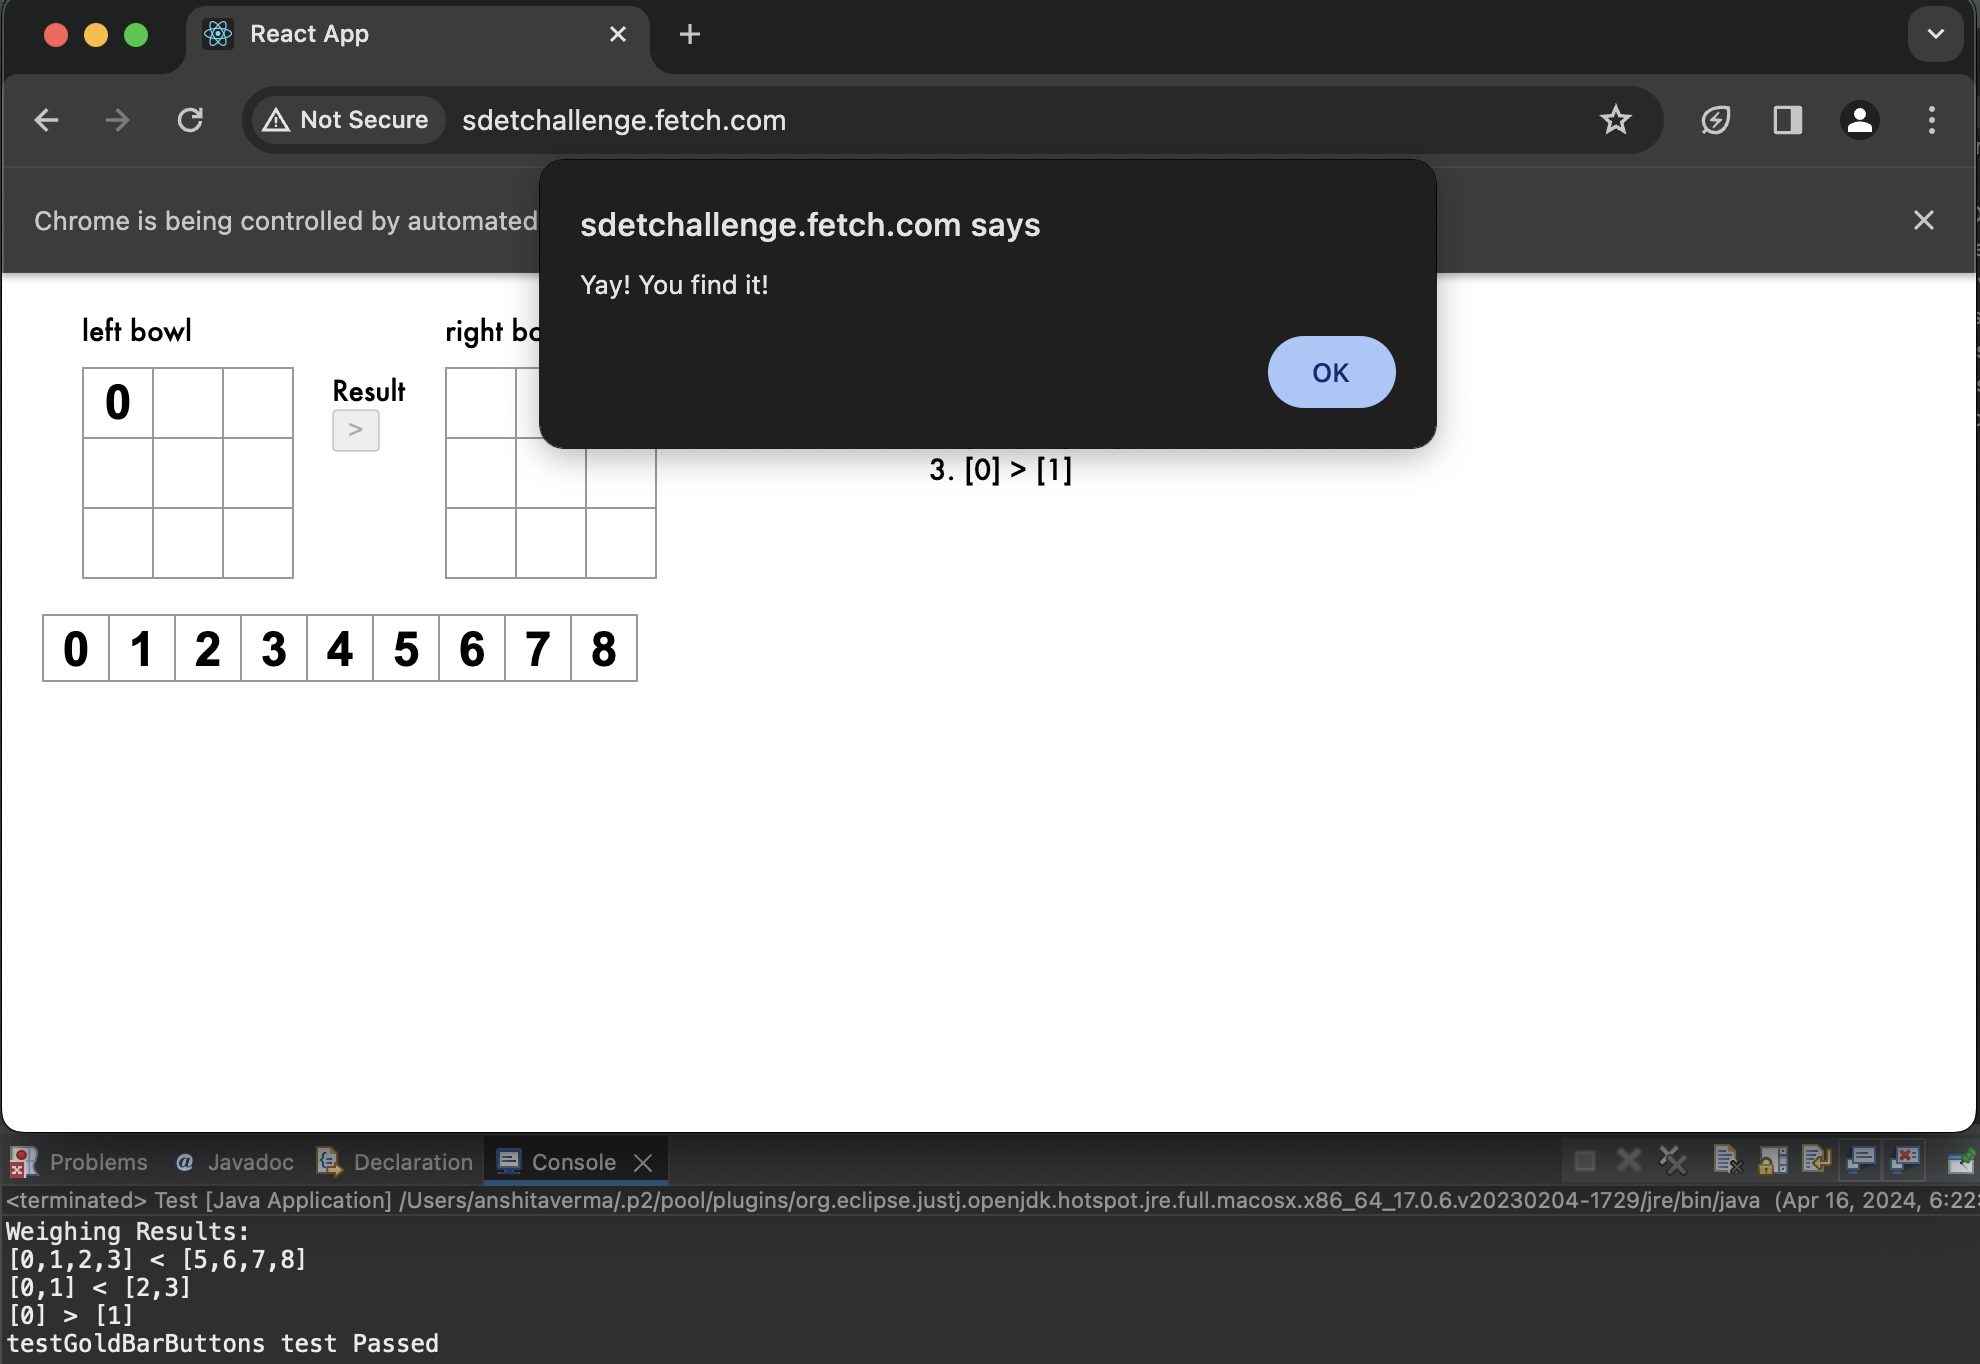 React App
Not Secure sdetchallenge.fetch.com
Chrome is being controlled by automated
sdetchallenge.fetch.com says
Yay! You find it!
OK
left bowl
right bo
Result
0
>
3. [0] > [1]
0 1 2 3 4 5 6 7 8
Problems @ Javadoc Declaration Console
<terminated> Test [Java Application] /Users/anshitaverma/.p2/pool/plugins/org.eclipse.justj.openjdk.hotspot.jre.full.macosx.x86_64_17.0.6.v20230204-1729/jre/bin/java (Apr 16, 2024, 6:22:
Weighing Results:
[0,1,2,3] < [5,6,7,8]
[0,1] < [2,3]
[0] > [1]
testGoldBarButtons test Passed